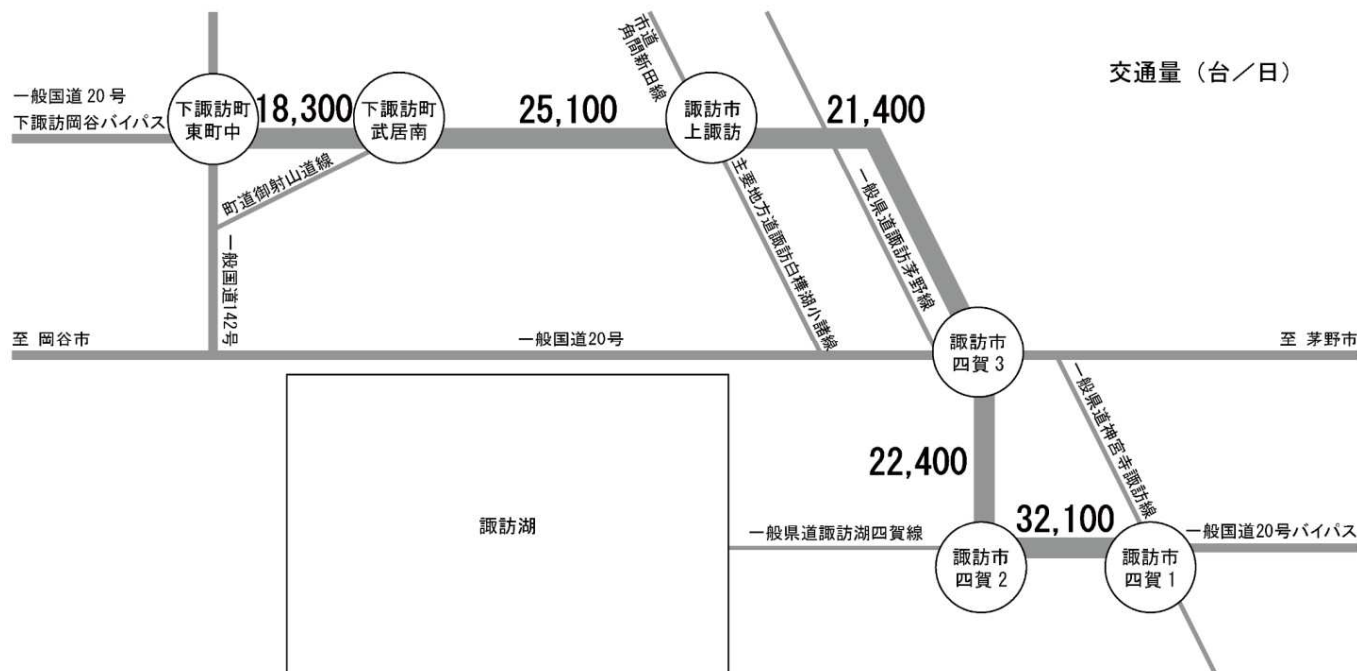 交通量（台／日）
市道
角間新田線
一般国道20号
下諏訪岡谷バイパス
下諏訪町
東町中
18,300
下諏訪町
武居南
25,100
諏訪市
上諏訪
21,400
町道御射山道線
主要地方道諏訪白樺湖小諸線
一般県道諏訪茅野線
一般国道142号
至 岡谷市
一般国道20号
諏訪市
四賀3
至 茅野市
一般県道神宮寺諏訪線
22,400
諏訪湖
32,100
一般県道諏訪湖四賀線
諏訪市
四賀2
諏訪市
四賀1
一般国道20号バイパス